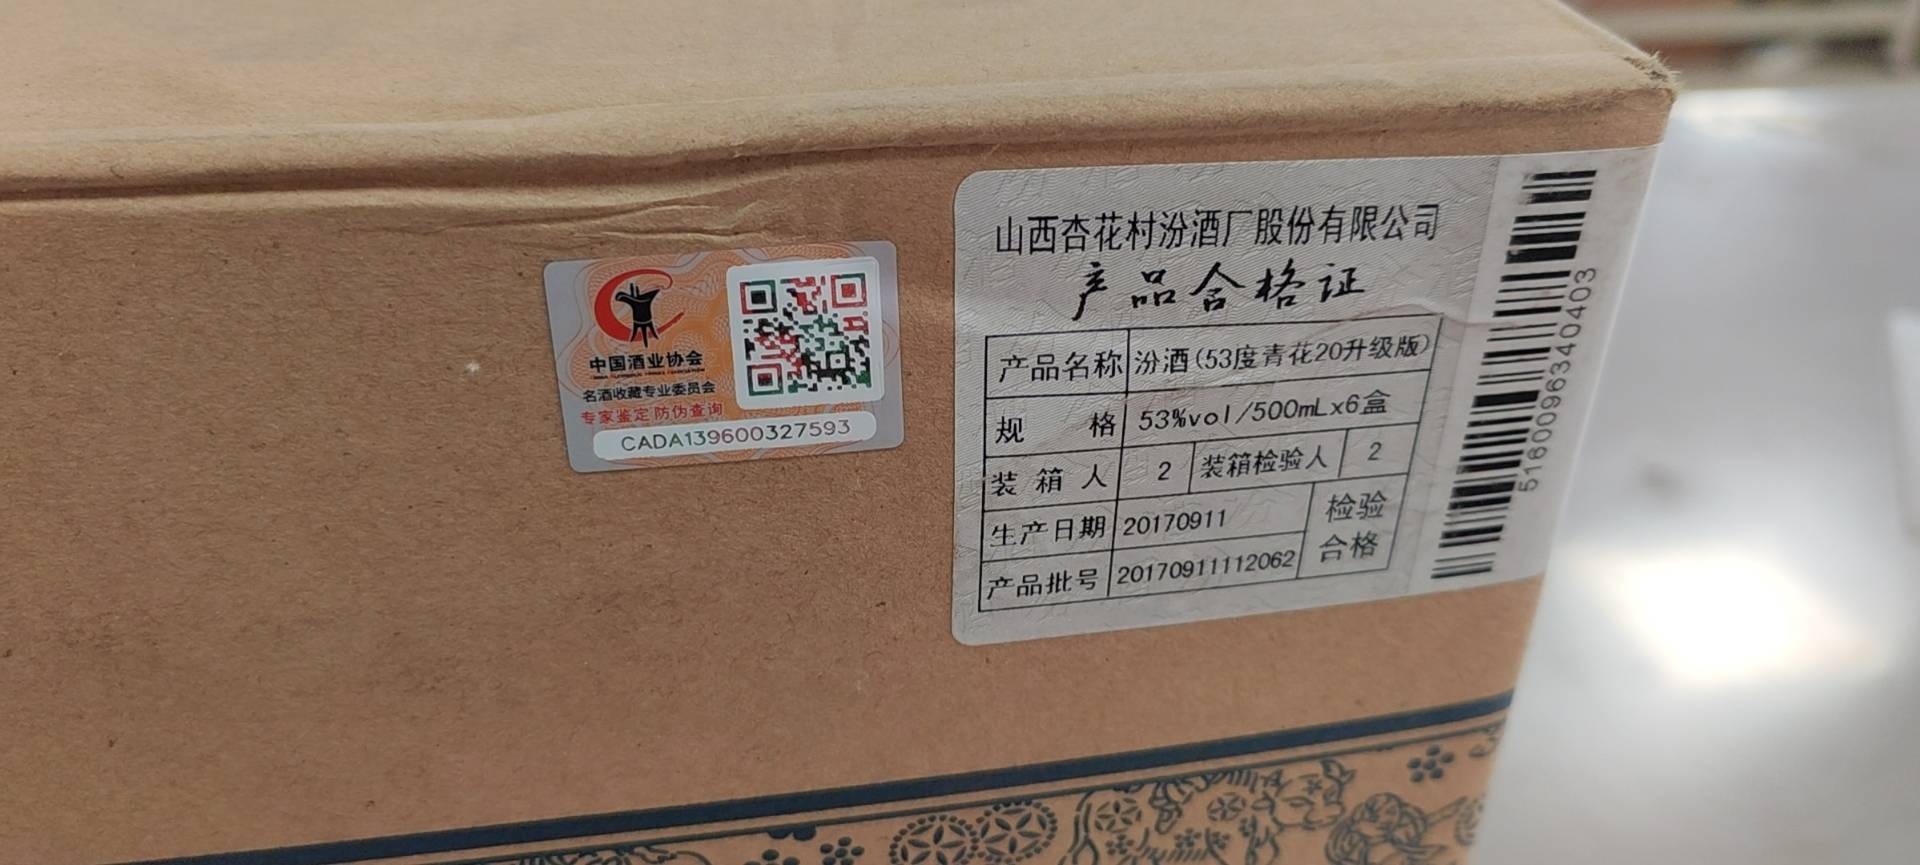 中国酒业协会
名酒收藏专业委员会
专家鉴定 防伪查询
CADA139600327593
山西杏花村汾酒厂股份有限公司
产品合格证
产品名称 汾酒(53度青花20升级版)
规 格 53%vol/500mLx6盒
装箱人 2 装箱检验人 2
生产日期 20170911
检验合格
产品批号 20170911112062
5160096340403